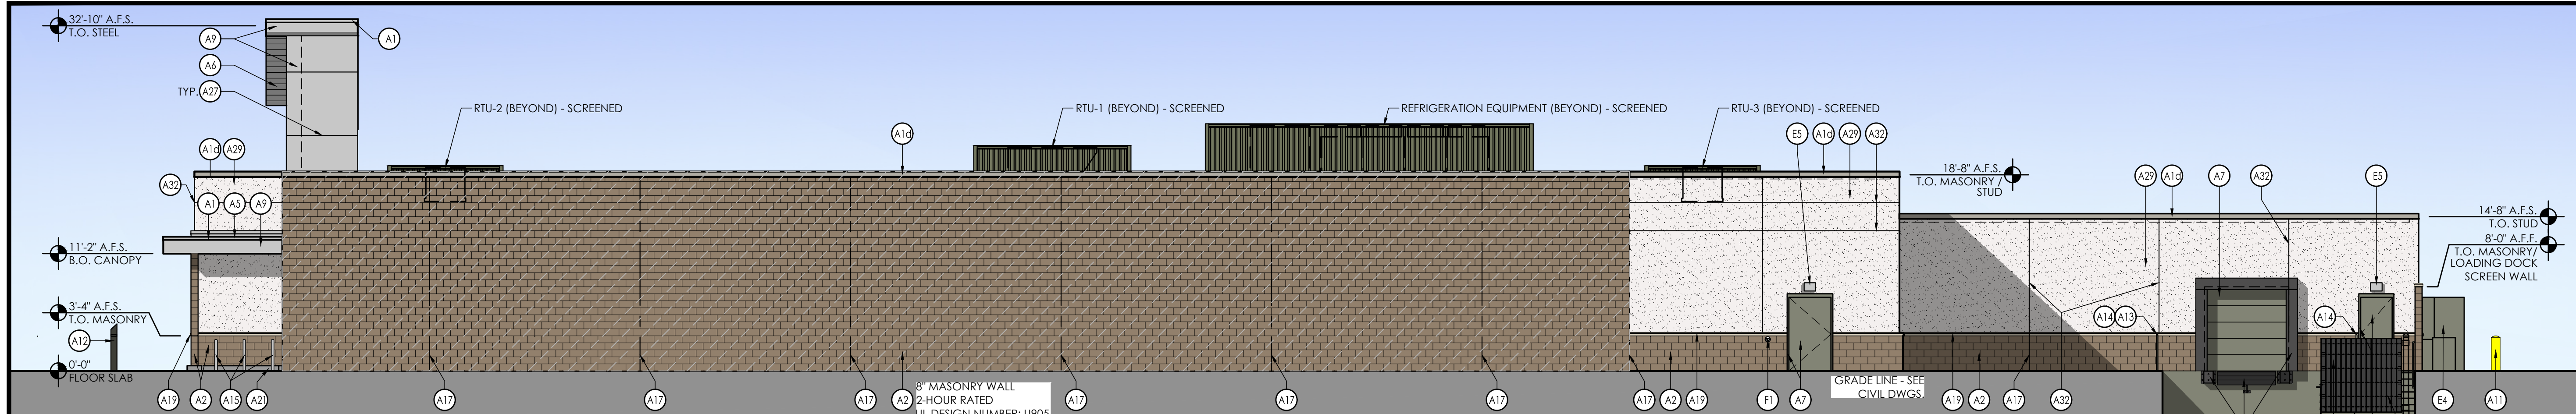 32'-10" A.F.S.
T.O. STEEL
A9
A1
A6
TYP. A27
RTU-2 (BEYOND) - SCREENED
RTU-1 (BEYOND) - SCREENED
REFRIGERATION EQUIPMENT (BEYOND) - SCREENED
RTU-3 (BEYOND) - SCREENED
A1d
E5 A1d A29 A32
A1d A29
A32
A1 A5 A9
18'-8" A.F.S.
T.O. MASONRY /
STUD
A29 A1d A7 A32 E5
14'-8" A.F.S.
T.O. STUD
8'-0" A.F.F.
T.O. MASONRY/
LOADING DOCK
SCREEN WALL
11'-2" A.F.S.
B.O. CANOPY
3'-4" A.F.S.
T.O. MASONRY
A12
A14 A13
A14
0'-0"
FLOOR SLAB
A19 A2 A15 A21
A17
A17
A17
A2
8" MASONRY WALL
2-HOUR RATED
UL DESIGN NUMBER: U905
A17
A17
A17
A17 A2 A19
F1 A7
GRADE LINE - SEE
CIVIL DWGS.
A19 A2 A17
A32
E4
A11